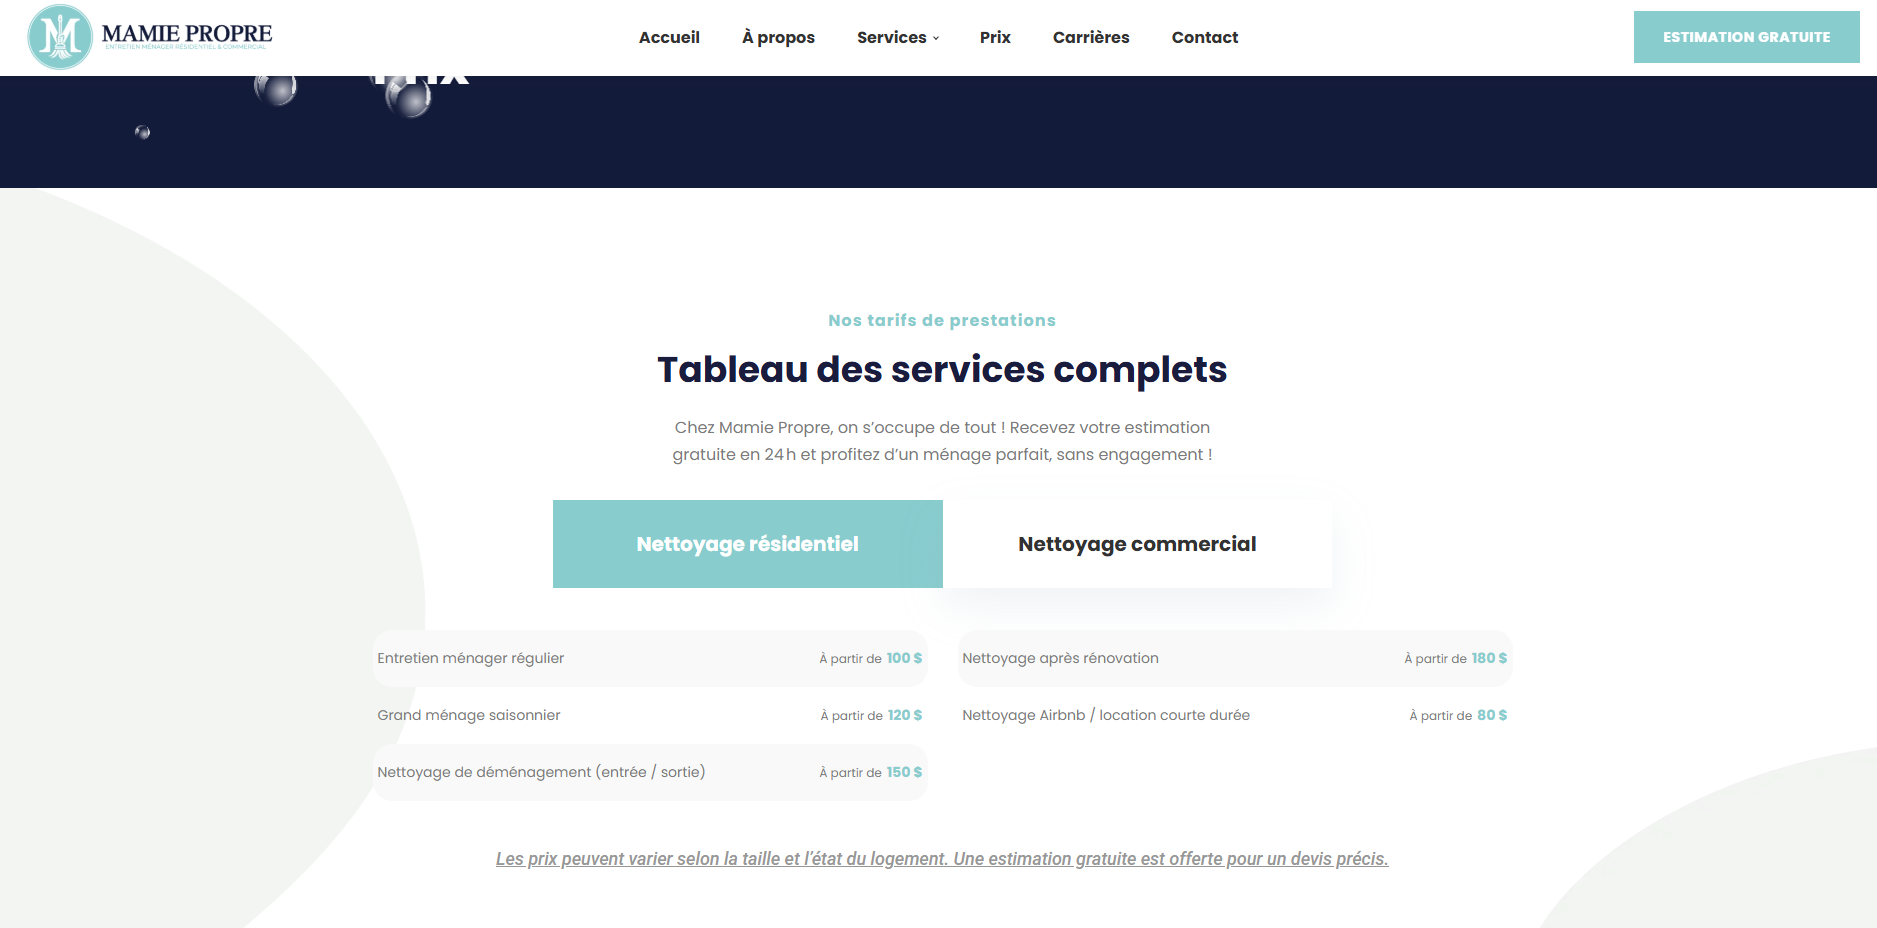 MAMIE PROPRE
ENTRETIEN MÉNAGER RÉSIDENTIEL & COMMERCIAL
Accueil
À propos
Services
Prix
Carrières
Contact
ESTIMATION GRATUITE
Prix
Nos tarifs de prestations
Tableau des services complets
Chez Mamie Propre, on s’occupe de tout ! Recevez votre estimation
gratuite en 24 h et profitez d’un ménage parfait, sans engagement !
Nettoyage résidentiel
Nettoyage commercial
Entretien ménager régulier À partir de 100 $
Grand ménage saisonnier À partir de 120 $
Nettoyage de déménagement (entrée / sortie) À partir de 150 $
Nettoyage après rénovation À partir de 180 $
Nettoyage Airbnb / location courte durée À partir de 80 $
Les prix peuvent varier selon la taille et l’état du logement. Une estimation gratuite est offerte pour un devis précis.